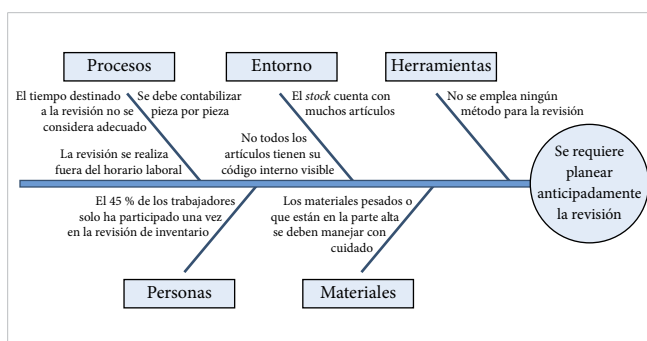 Procesos
Entorno
Herramientas
El tiempo destinado
a la revisión no se
considera adecuado
Se debe contabilizar
pieza por pieza
La revisión se realiza
fuera del horario laboral
El stock cuenta con
muchos artículos
No todos los
artículos tienen su
código interno visible
No se emplea ningún
método para la revisión
Se requiere
planear
anticipadamente
la revisión
El 45 % de los trabajadores
solo ha participado una vez
en la revisión de inventario
Los materiales pesados o
que están en la parte alta
se deben manejar con
cuidado
Personas
Materiales